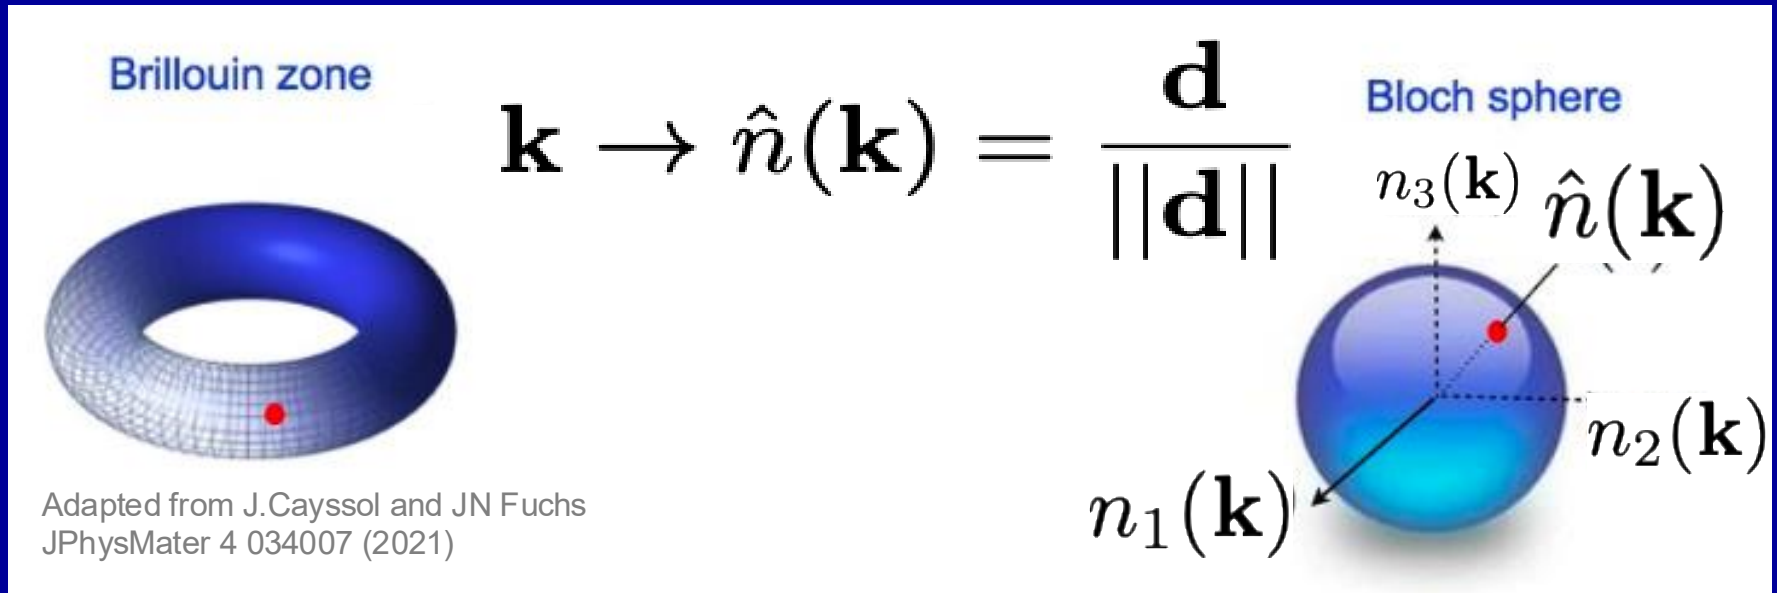 Brillouin zone
𝐤 → n̂(𝐤) = 𝐝 / ||𝐝||
Bloch sphere
n₃(𝐤)
n̂(𝐤)
n₂(𝐤)
n₁(𝐤)
Adapted from J.Cayssol and JN Fuchs
JPhysMater 4 034007 (2021)